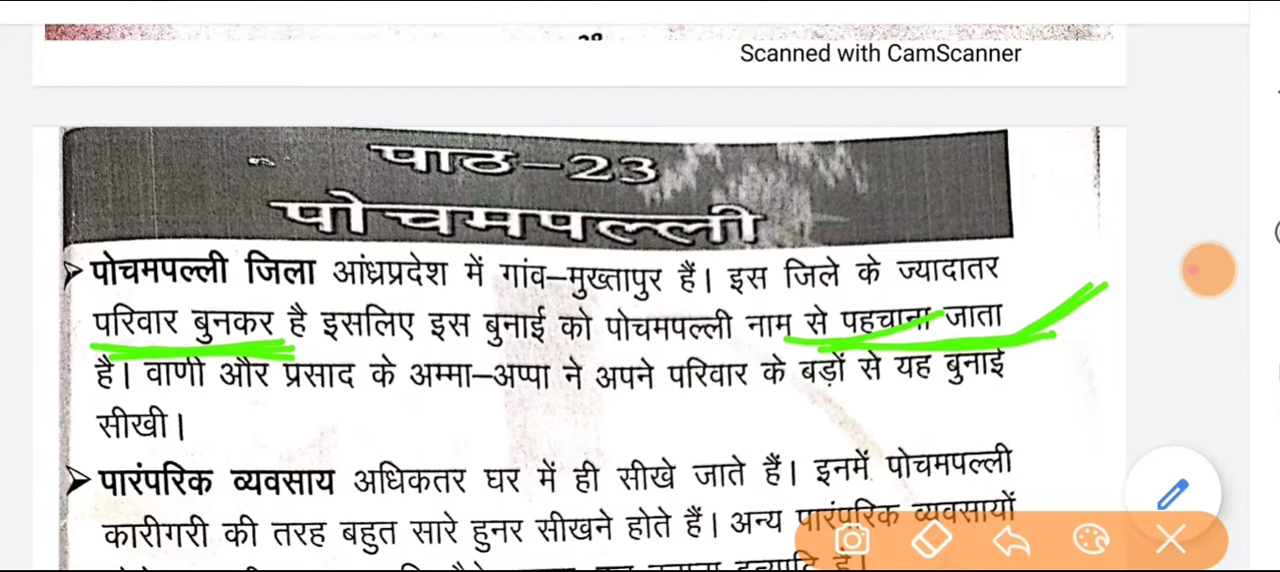 Scanned with CamScanner
पाठ-23
पोचमपल्ली
पोचमपल्ली जिला आंध्रप्रदेश में गांव-मुख्तापुर हैं। इस जिले के ज्यादातर
परिवार बुनकर है इसलिए इस बुनाई को पोचमपल्ली नाम से पहचाना जाता
है। वाणी और प्रसाद के अम्मा-अप्पा ने अपने परिवार के बड़ों से यह बुनाई
सीखी।
पारंपरिक व्यवसाय अधिकतर घर में ही सीखे जाते हैं। इनमें पोचमपल्ली
कारीगरी की तरह बहुत सारे हुनर सीखने होते हैं। अन्य पारंपरिक व्यवसायों